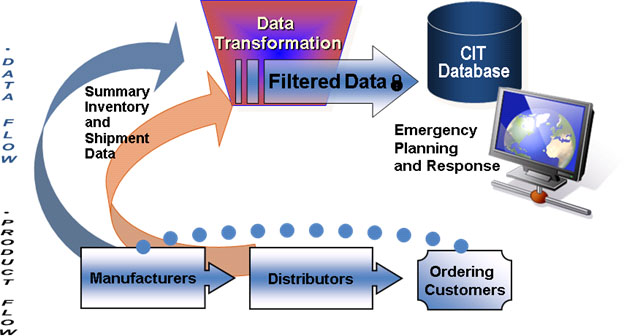 • DATA FLOW
Data
Transformation
Filtered Data
CIT
Database
Summary
Inventory
and
Shipment
Data
Emergency
Planning
and Response
• PRODUCT FLOW
Manufacturers
Distributors
Ordering
Customers